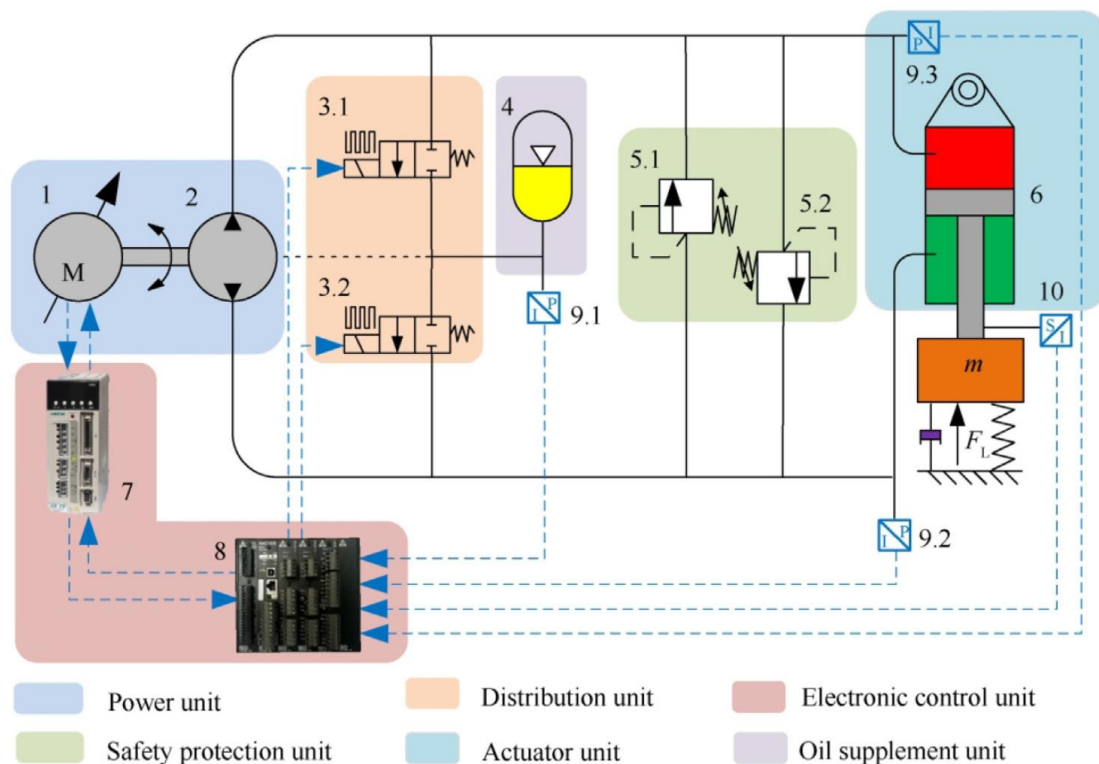 9.3
P I
3.1
4
1
2
5.1
5.2
6
M
3.2
I P
9.1
10
S I
m
F_L
7
8
I P
9.2
Power unit
Distribution unit
Electronic control unit
Safety protection unit
Actuator unit
Oil supplement unit